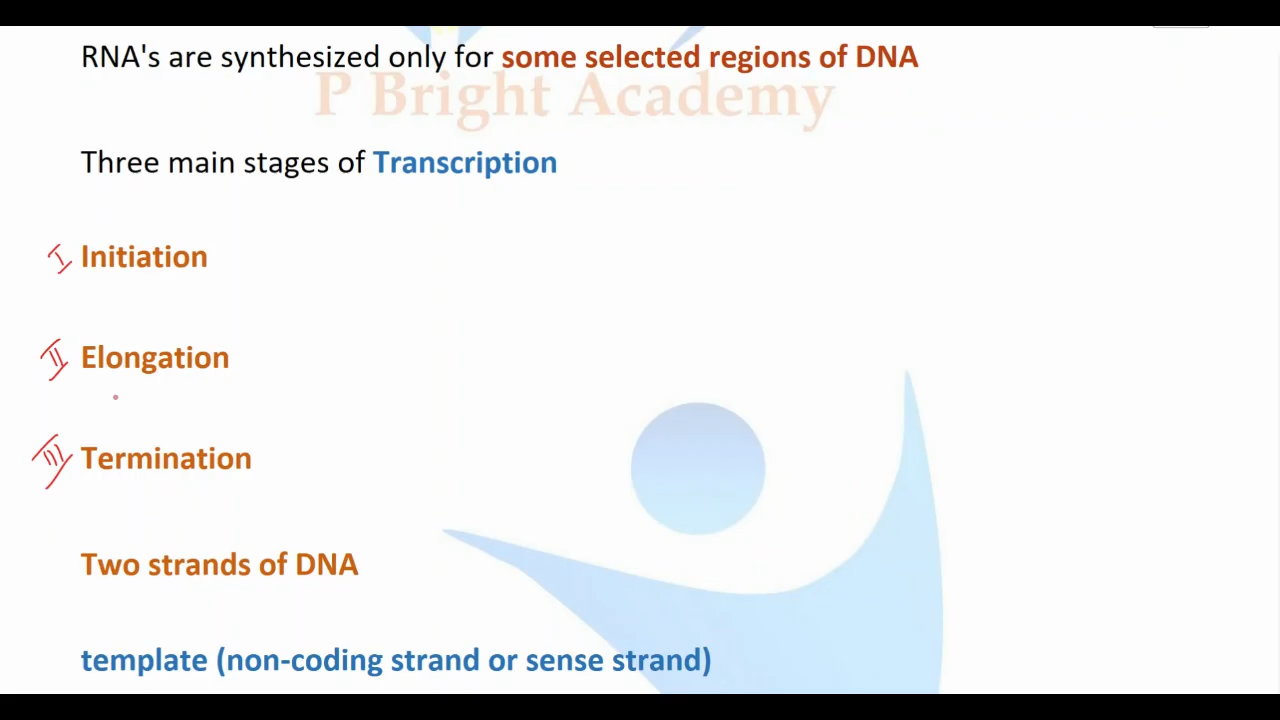 RNA's are synthesized only for some selected regions of DNA
P Bright Academy
Three main stages of Transcription
I Initiation
II Elongation
III Termination
Two strands of DNA
template (non-coding strand or sense strand)